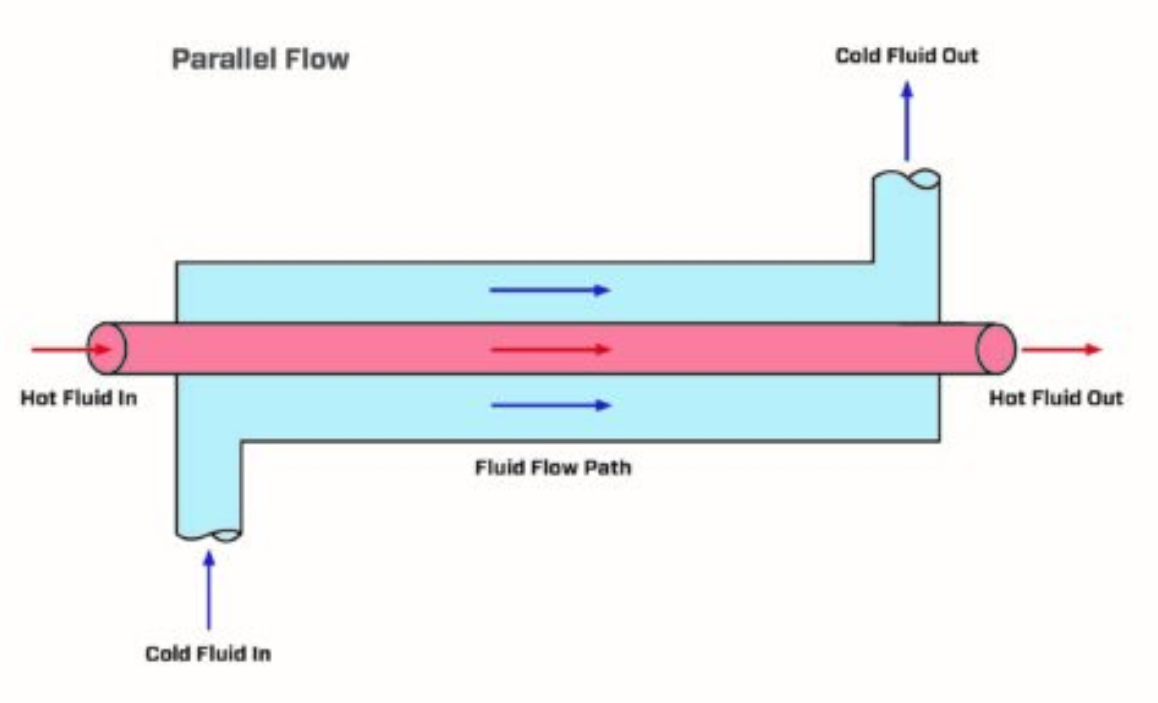 Parallel Flow
Cold Fluid Out
Hot Fluid In
Hot Fluid Out
Fluid Flow Path
Cold Fluid In